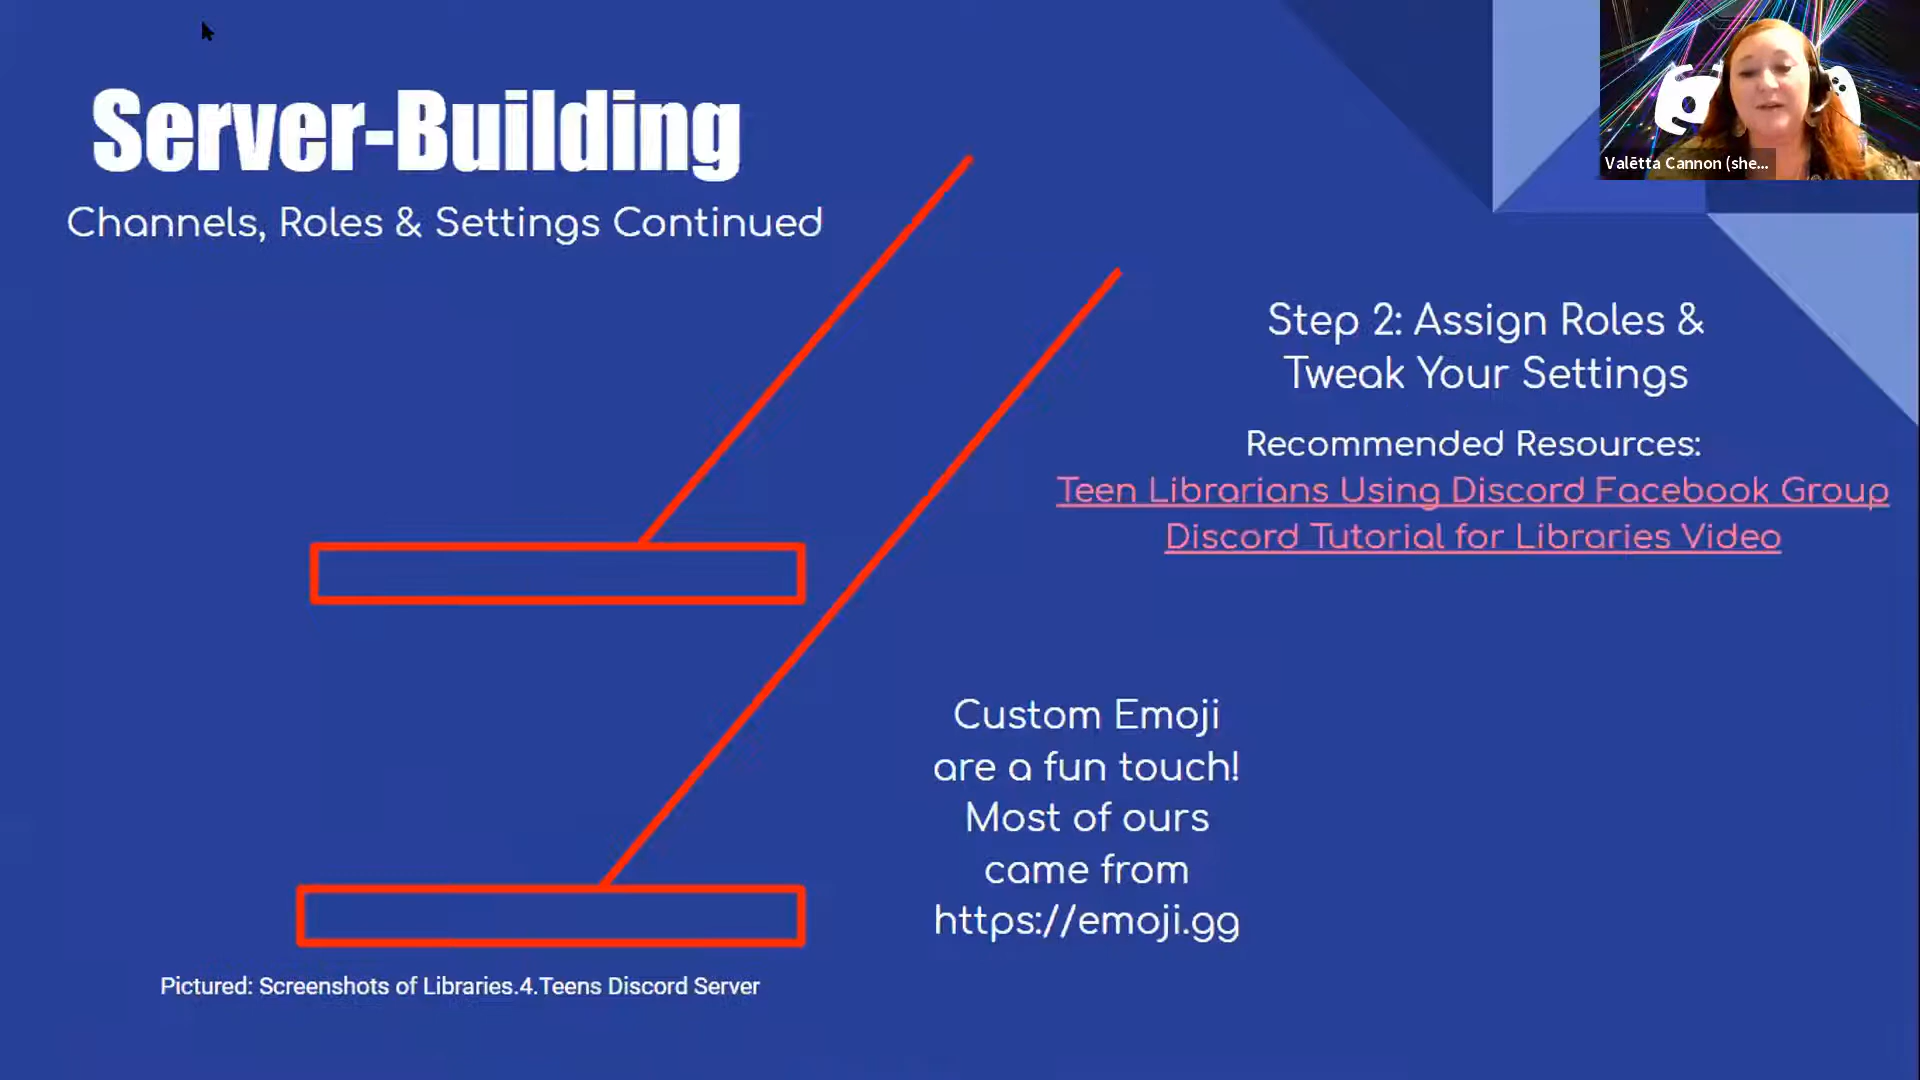 Server-Building
Channels, Roles & Settings Continued
Valētta Cannon (she...
Step 2: Assign Roles &
Tweak Your Settings
Recommended Resources:
Teen Librarians Using Discord Facebook Group
Discord Tutorial for Libraries Video
Custom Emoji
are a fun touch!
Most of ours
came from
https://emoji.gg
Pictured: Screenshots of Libraries.4.Teens Discord Server